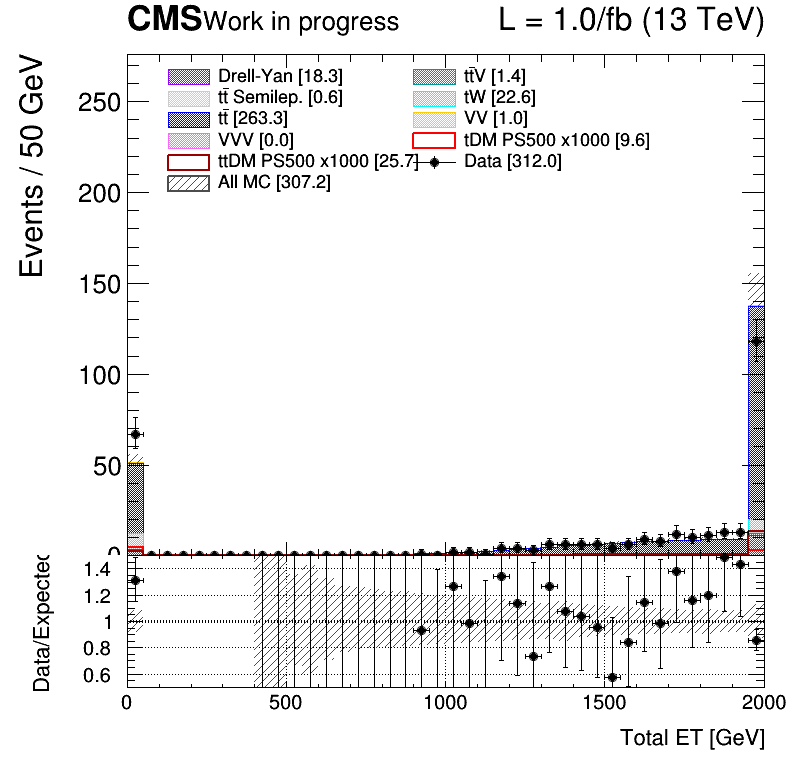 CMS Work in progress L = 1.0/fb (13 TeV)
Drell-Yan [18.3] tt̄V [1.4]
tt̄ Semilep. [0.6] tW [22.6]
tt̄ [263.3] VV [1.0]
VVV [0.0] tDM PS500 x1000 [9.6]
ttDM PS500 x1000 [25.7] Data [312.0]
All MC [307.2]
Events / 50 GeV
250
200
150
100
50
0
Data/Expected
1.4
1.2
1
0.8
0.6
0 500 1000 1500 2000
Total ET [GeV]